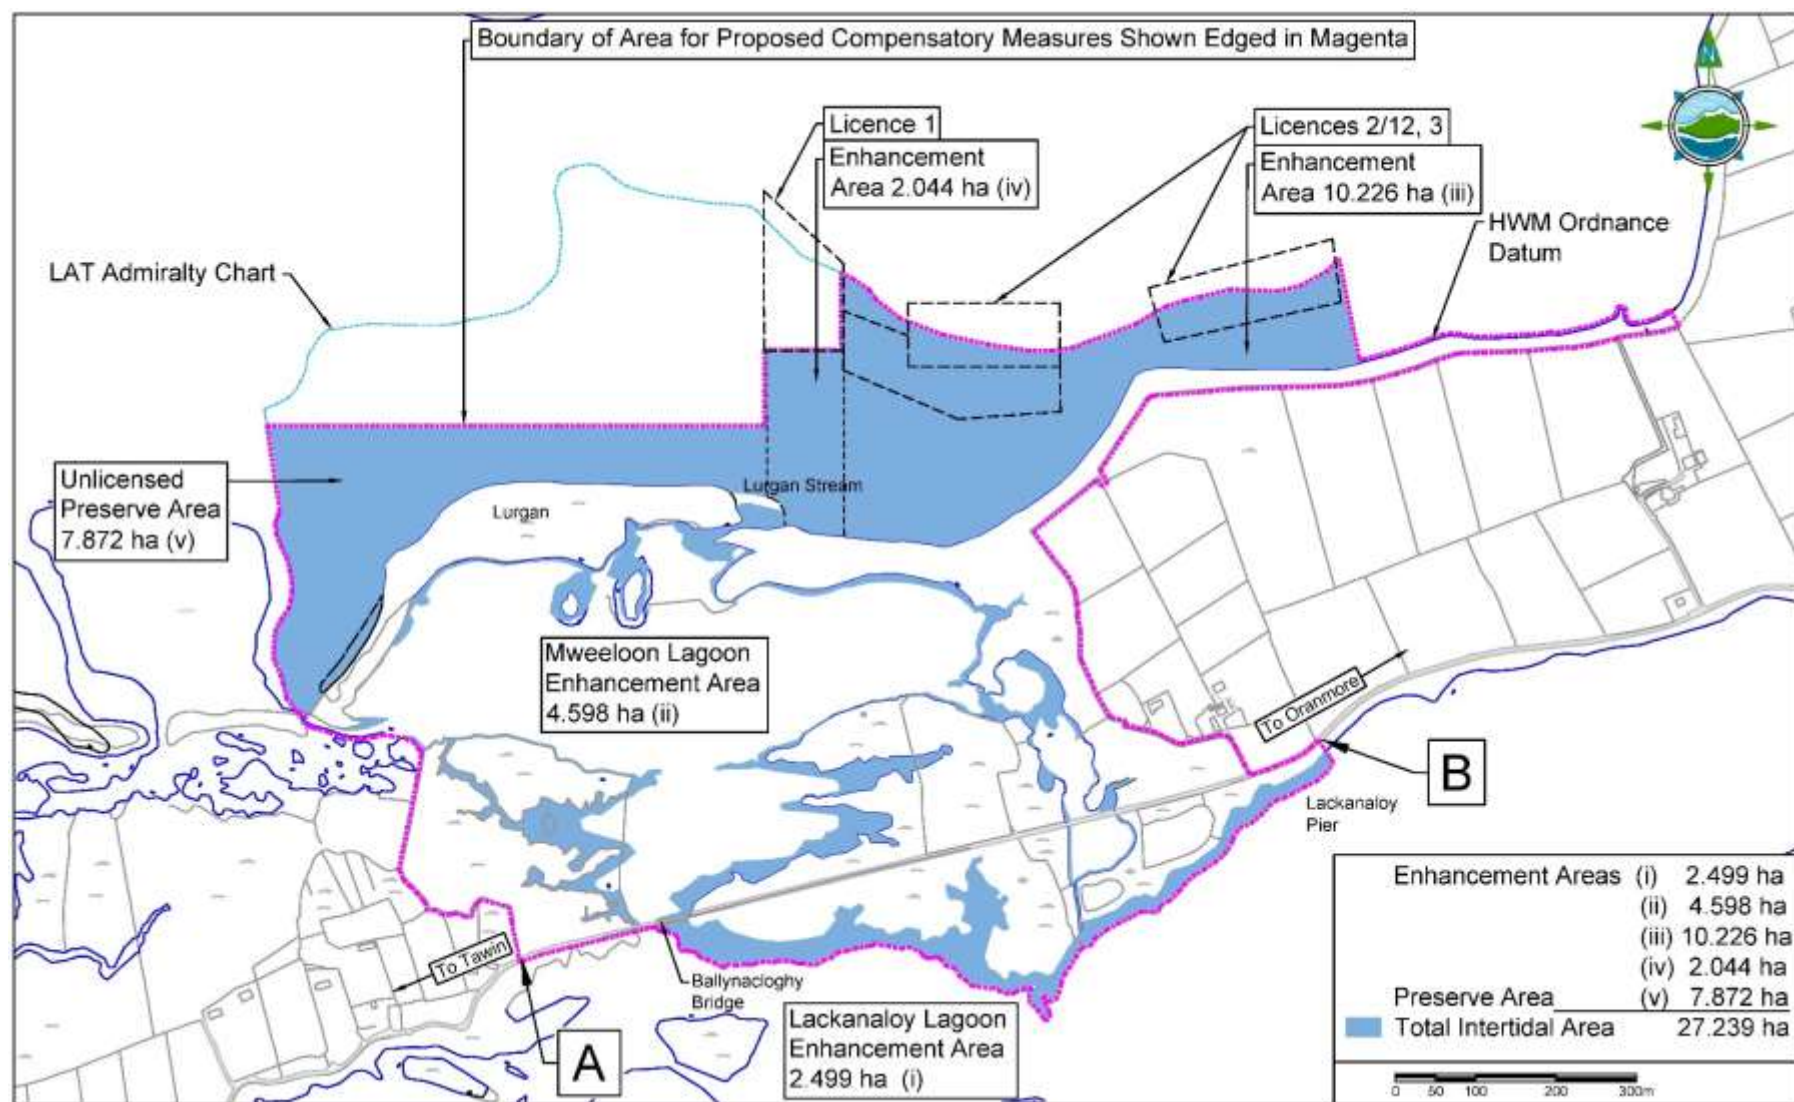 Boundary of Area for Proposed Compensatory Measures Shown Edged in Magenta
N
Licence 1
Enhancement
Area 2.044 ha (iv)
Licences 2/12, 3
Enhancement
Area 10.226 ha (iii)
HWM Ordnance
Datum
LAT Admiralty Chart
Unlicensed
Preserve Area
7.872 ha (v)
Lurgan Stream
Lurgan
Mweeloon Lagoon
Enhancement Area
4.598 ha (ii)
To Oranmore
B
Lackanaloy
Pier
To Tawin
Ballynacloghy
Bridge
A
Lackanaloy Lagoon
Enhancement Area
2.499 ha (i)
Enhancement Areas (i) 2.499 ha
(ii) 4.598 ha
(iii) 10.226 ha
(iv) 2.044 ha
Preserve Area (v) 7.872 ha
Total Intertidal Area 27.239 ha
0 50 100 200 300m